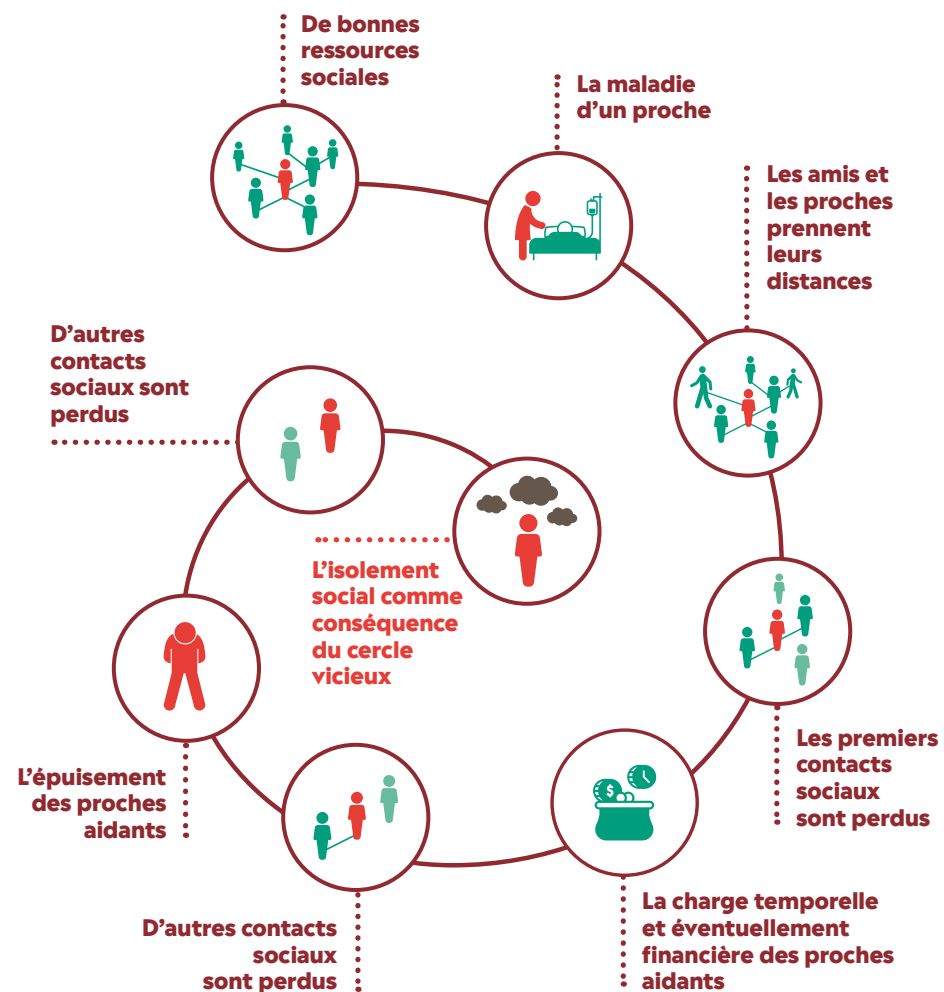 De bonnes
ressources
sociales
La maladie
d’un proche
Les amis et
les proches
prennent
leurs
distances
Les premiers
contacts
sociaux
sont perdus
La charge temporelle
et éventuellement
financière des proches
aidants
D’autres contacts
sociaux
sont perdus
L’épuisement
des proches
aidants
D’autres
contacts
sociaux sont
perdus
L’isolement
social comme
conséquence
du cercle
vicieux
$